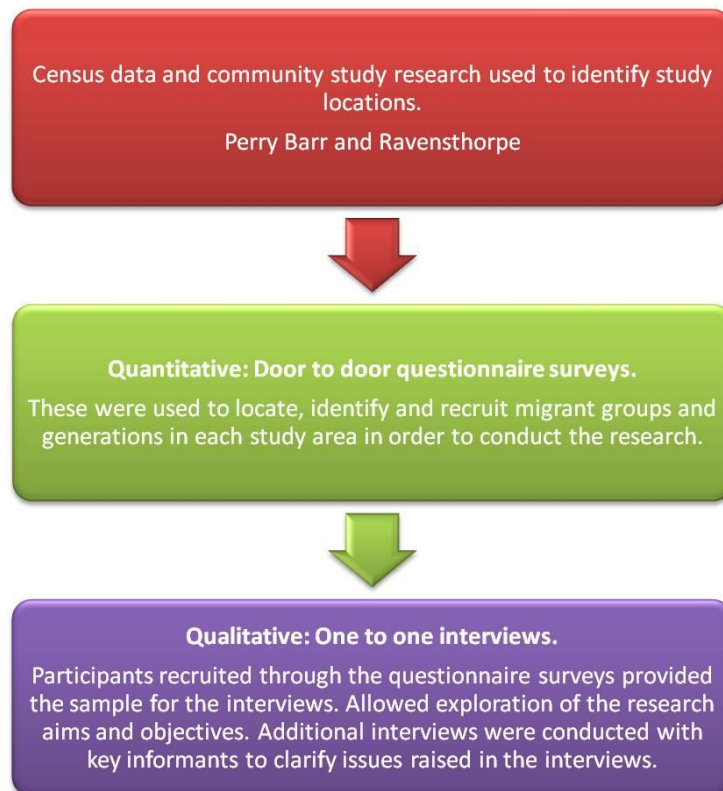 Census data and community study research used to identify study
locations.
Perry Barr and Ravensthorpe
Quantitative: Door to door questionnaire surveys.
These were used to locate, identify and recruit migrant groups and
generations in each study area in order to conduct the research.
Qualitative: One to one interviews.
Participants recruited through the questionnaire surveys provided
the sample for the interviews. Allowed exploration of the research
aims and objectives. Additional interviews were conducted with
key informants to clarify issues raised in the interviews.